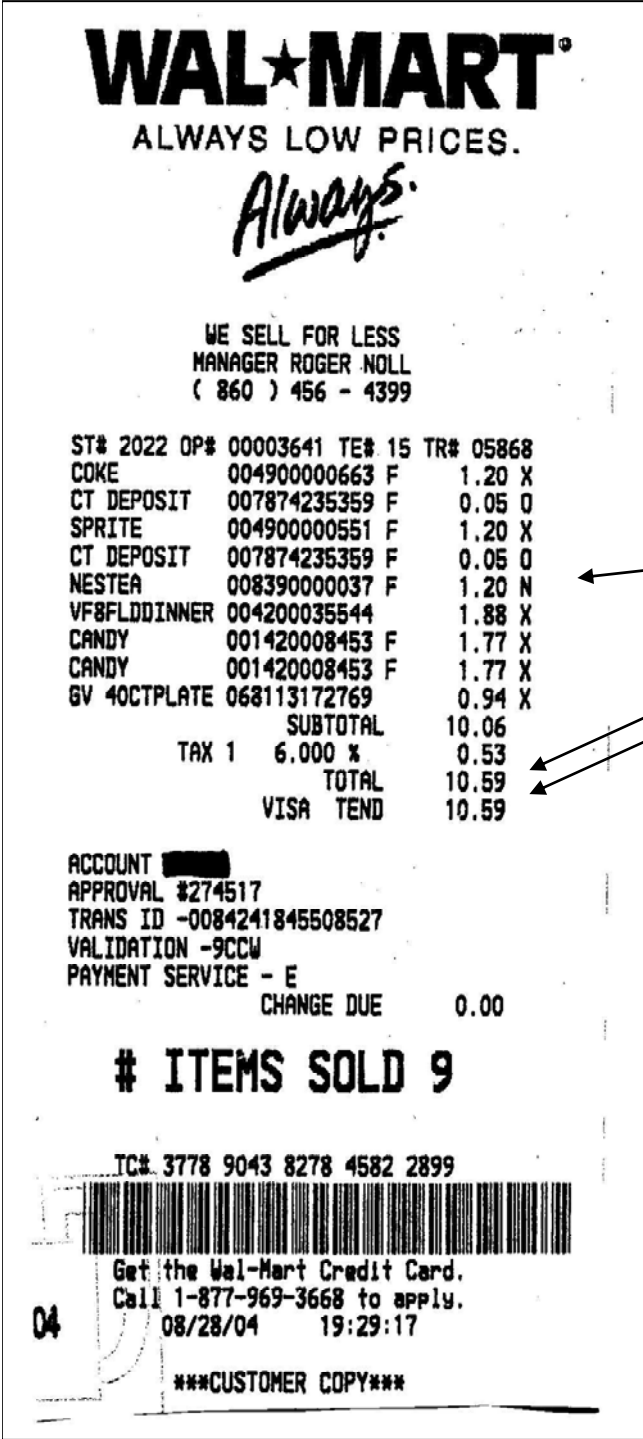 WAL★MART®
ALWAYS LOW PRICES.
Always.
WE SELL FOR LESS
MANAGER ROGER NOLL
( 860 ) 456 - 4399
ST# 2022 OP# 00003641 TE# 15 TR# 05868
COKE 004900000663 F 1.20 X
CT DEPOSIT 007874235359 F 0.05 O
SPRITE 004900000551 F 1.20 X
CT DEPOSIT 007874235359 F 0.05 O
NESTEA 008390000037 F 1.20 N
VF8FLDDINNER 004200035544 1.88 X
CANDY 001420008453 F 1.77 X
CANDY 001420008453 F 1.77 X
GV 40CTPLATE 068113172769 0.94 X
SUBTOTAL 10.06
TAX 1 6.000 % 0.53
TOTAL 10.59
VISA TEND 10.59
ACCOUNT
APPROVAL #274517
TRANS ID -0084241845508527
VALIDATION -9CCW
PAYMENT SERVICE - E
CHANGE DUE 0.00
# ITEMS SOLD 9
TC# 3778 9043 8278 4582 2899
Get the Wal-Mart Credit Card.
Call 1-877-969-3668 to apply.
04 08/28/04 19:29:17
***CUSTOMER COPY***